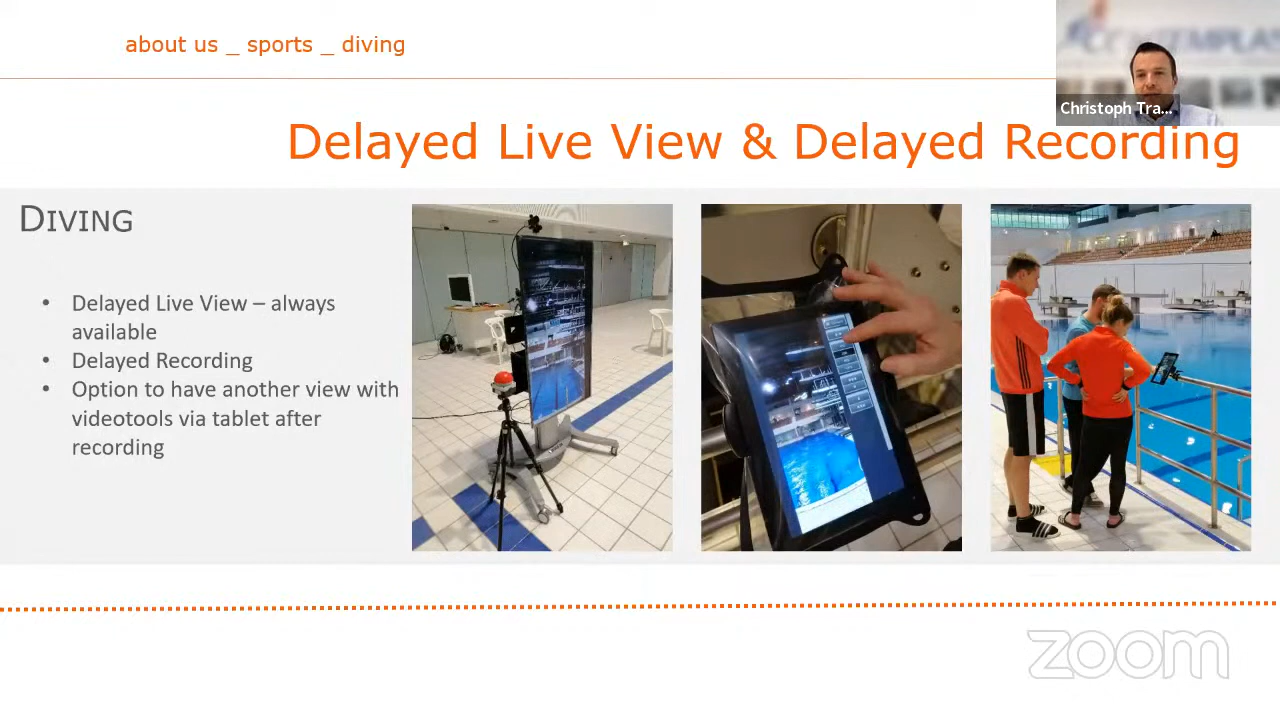 about us _ sports _ diving
Christoph Tra...
Delayed Live View & Delayed Recording
DIVING
• Delayed Live View – always
available
• Delayed Recording
• Option to have another view with
videotools via tablet after
recording
zoom